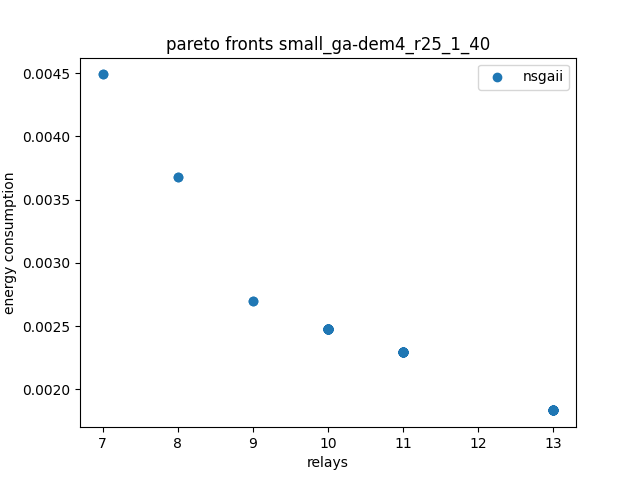 pareto fronts small_ga-dem4_r25_1_40
nsgaii
0.0045
0.0040
0.0035
0.0030
0.0025
0.0020
energy consumption
7 8 9 10 11 12 13
relays